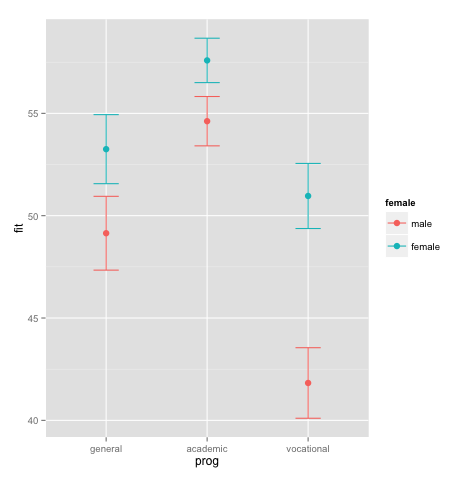 55
50
45
40
fit
general academic vocational
prog
female
male
female